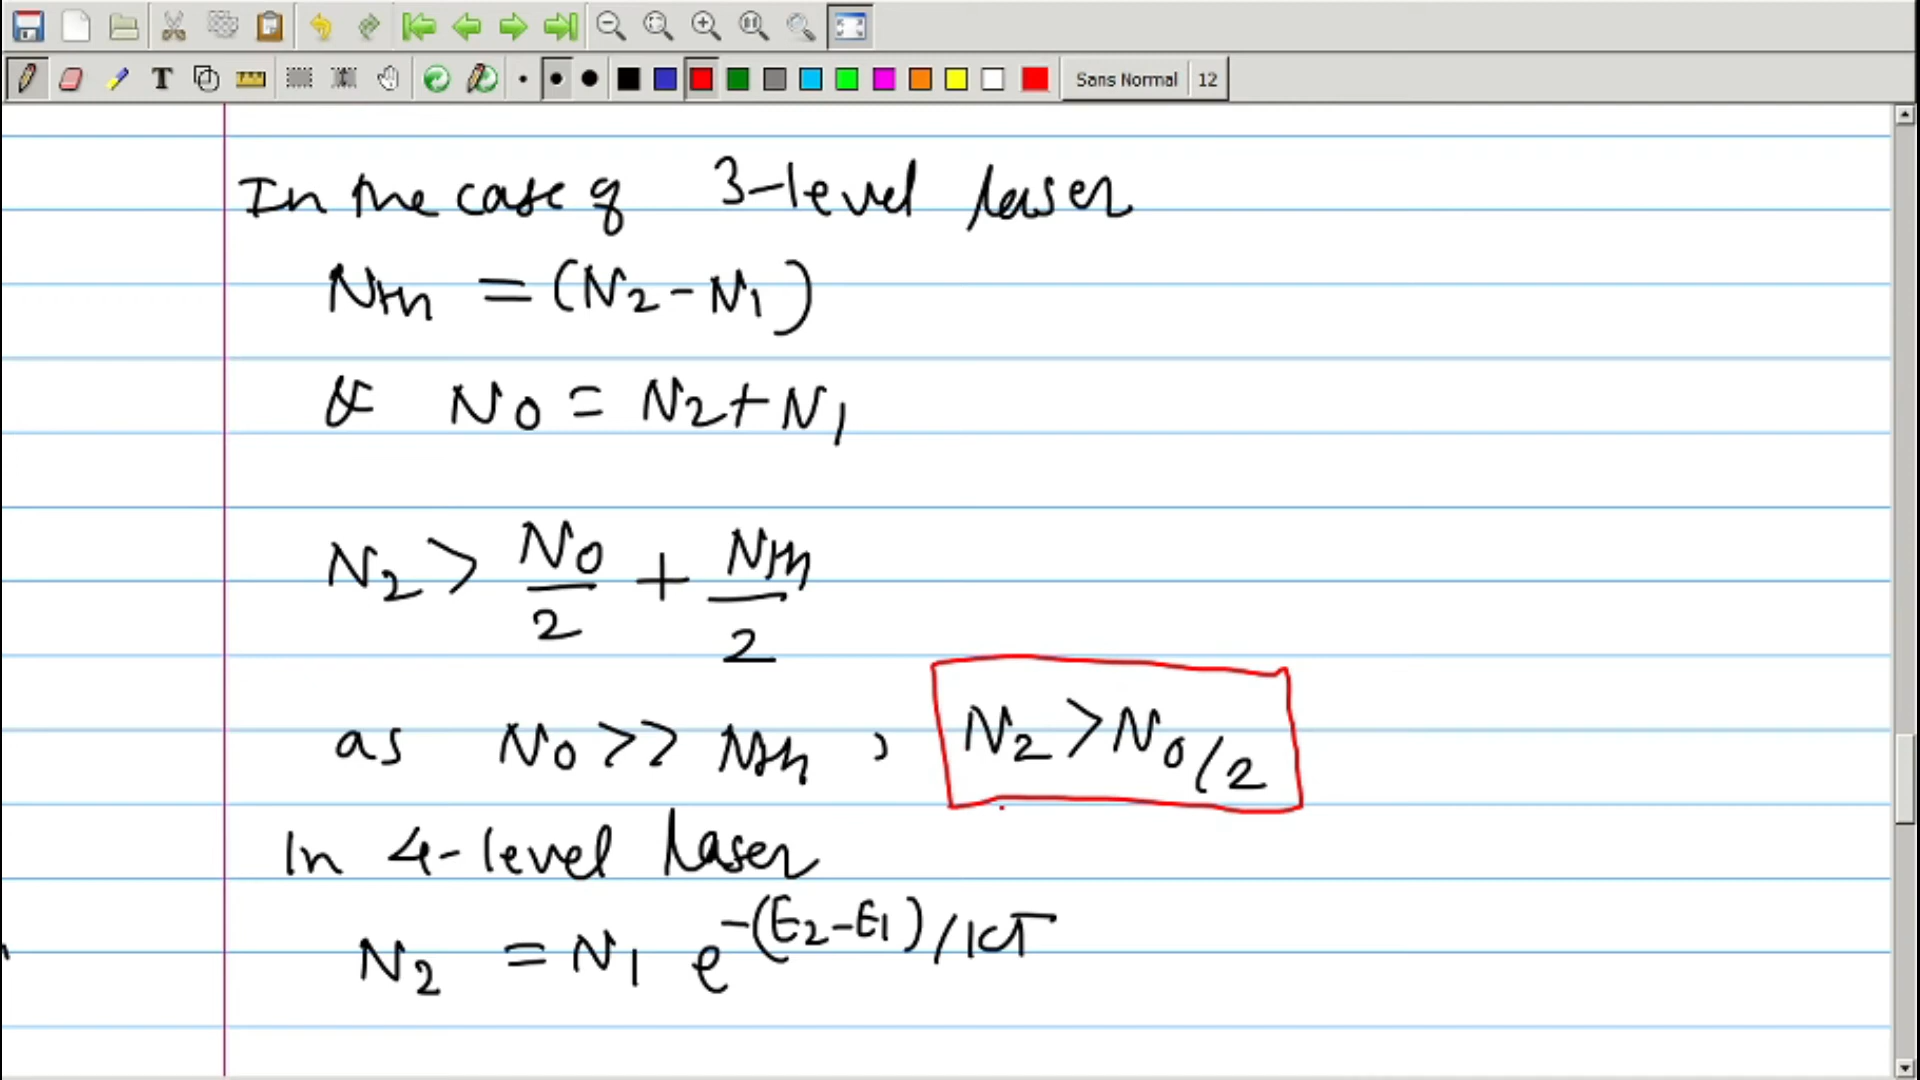 Sans Normal 12
In the case of 3-level laser
Nth = (N2 - N1)
& N0 = N2 + N1
N2 > N0/2 + Nth/2
as N0 >> Nth , N2 > N0/2
In 4-level laser
N2 = N1 e^-(E2-E1)/KT